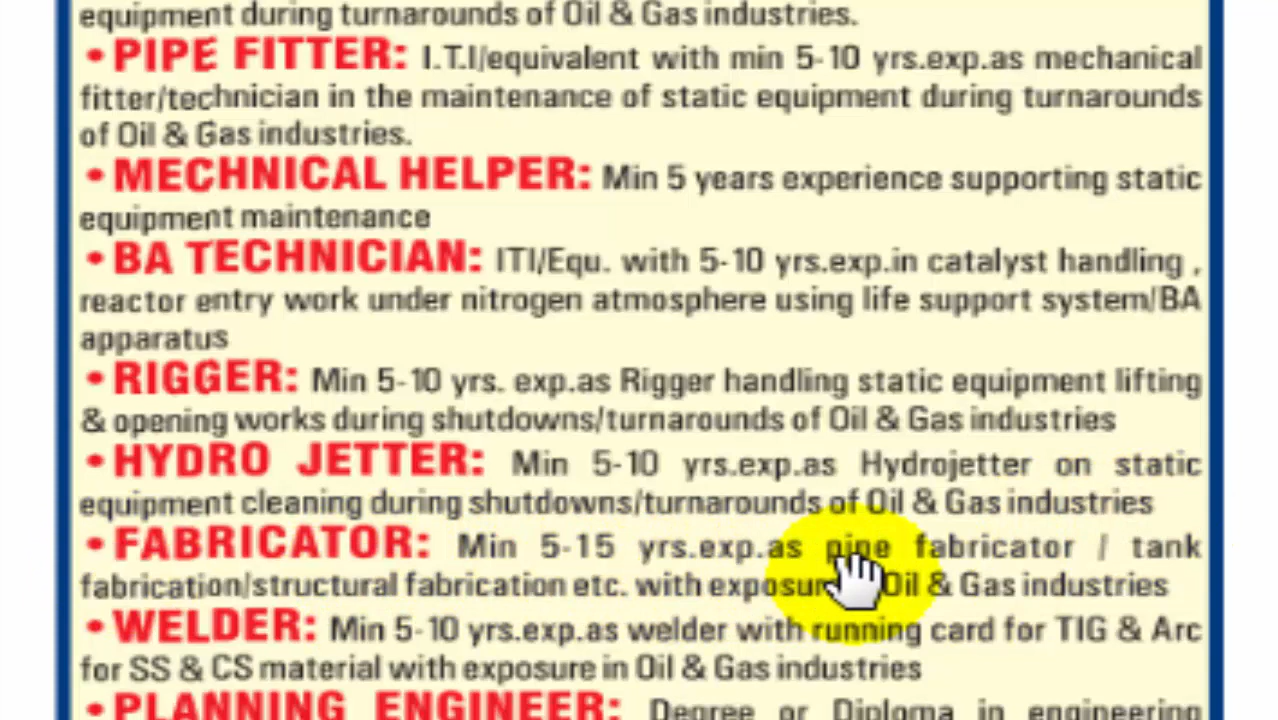 equipment during turnarounds of Oil & Gas industries.
• PIPE FITTER: I.T.I/equivalent with min 5-10 yrs.exp.as mechanical
fitter/technician in the maintenance of static equipment during turnarounds
of Oil & Gas industries.
• MECHNICAL HELPER: Min 5 years experience supporting static
equipment maintenance
• BA TECHNICIAN: ITI/Equ. with 5-10 yrs.exp.in catalyst handling ,
reactor entry work under nitrogen atmosphere using life support system/BA
apparatus
• RIGGER: Min 5-10 yrs. exp.as Rigger handling static equipment lifting
& opening works during shutdowns/turnarounds of Oil & Gas industries
• HYDRO JETTER: Min 5-10 yrs.exp.as Hydrojetter on static
equipment cleaning during shutdowns/turnarounds of Oil & Gas industries
• FABRICATOR: Min 5-15 yrs.exp.as pipe fabricator / tank
fabrication/structural fabrication etc. with Oil & Gas industries
• WELDER: Min 5-10 yrs.exp.as welder with running card for TIG & Arc
for SS & CS material with exposure in Oil & Gas industries
• PLANNING ENGINEER: Degree or Diploma in engineering